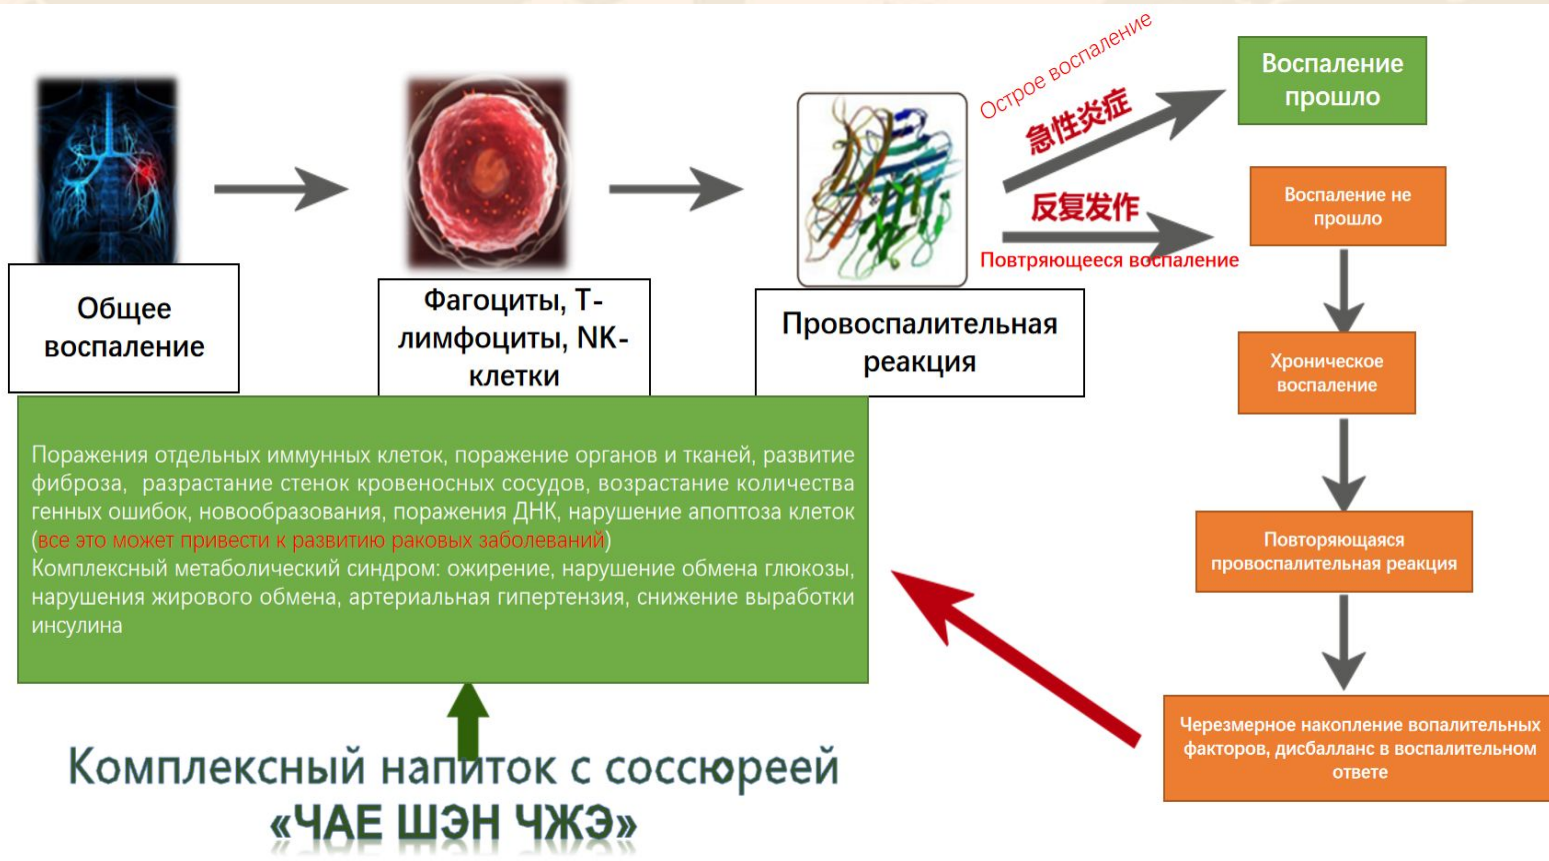 Острое воспаление
急性炎症
Воспаление
прошло
反复发作
Повтряющееся воспаление
Воспаление не
прошло
Общее
воспаление
Фагоциты, Т-
лимфоциты, NK-
клетки
Провоспалительная
реакция
Хроническое
воспаление
Поражения отдельных иммунных клеток, поражение органов и тканей, развитие
фиброза, разрастание стенок кровеносных сосудов, возрастание количества
генных ошибок, новообразования, поражения ДНК, нарушение апоптоза клеток
(все это может привести к развитию раковых заболеваний)
Комплексный метаболический синдром: ожирение, нарушение обмена глюкозы,
нарушения жирового обмена, артериальная гипертензия, снижение выработки
инсулина
Повторяющаяся
провоспалительная реакция
Черезмерное накопление вопалительных
факторов, дисбалланс в воспалительном
ответе
Комплексный напиток с соссюреей
«ЧАЕ ШЭН ЧЖЭ»